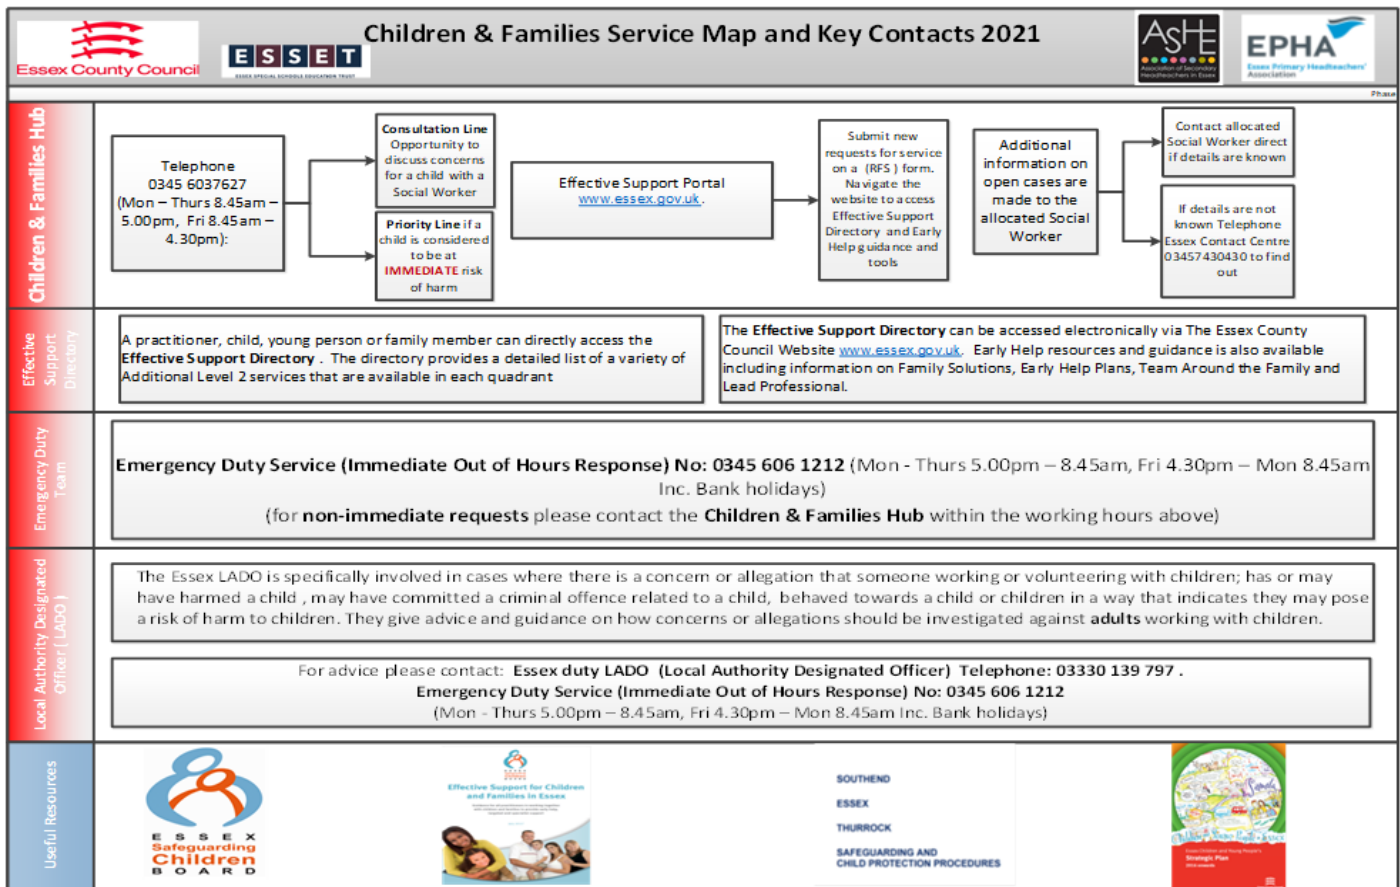 Children & Families Service Map and Key Contacts 2021
Essex County Council
ESSET
ESSEX SPECIAL SCHOOLS EDUCATION TRUST
ASHE
Association of Secondary
Headteachers in Essex
EPHA
Essex Primary Headteachers'
Association
Phase
Children & Families Hub
Telephone
0345 6037627
(Mon – Thurs 8.45am –
5.00pm, Fri 8.45am –
4.30pm):
Consultation Line
Opportunity to
discuss concerns
for a child with a
Social Worker
Priority Line if a
child is considered
to be at
IMMEDIATE risk
of harm
Effective Support Portal
www.essex.gov.uk.
Submit new
requests for service
on a (RFS) form.
Navigate the
website to access
Effective Support
Directory and Early
Help guidance and
tools
Additional
information on
open cases are
made to the
allocated Social
Worker
Contact allocated
Social Worker direct
if details are known
If details are not
known Telephone
Essex Contact Centre
03457430430 to find
out
Effective
Support
Directory
A practitioner, child, young person or family member can directly access the
Effective Support Directory . The directory provides a detailed list of a variety of
Additional Level 2 services that are available in each quadrant
The Effective Support Directory can be accessed electronically via The Essex County
Council Website www.essex.gov.uk. Early Help resources and guidance is also available
including information on Family Solutions, Early Help Plans, Team Around the Family and
Lead Professional.
Emergency Duty
Team
Emergency Duty Service (Immediate Out of Hours Response) No: 0345 606 1212 (Mon - Thurs 5.00pm – 8.45am, Fri 4.30pm – Mon 8.45am
Inc. Bank holidays)
(for non-immediate requests please contact the Children & Families Hub within the working hours above)
Local Authority Designated
Officer ( LADO )
The Essex LADO is specifically involved in cases where there is a concern or allegation that someone working or volunteering with children; has or may
have harmed a child , may have committed a criminal offence related to a child, behaved towards a child or children in a way that indicates they may pose
a risk of harm to children. They give advice and guidance on how concerns or allegations should be investigated against adults working with children.
For advice please contact: Essex duty LADO (Local Authority Designated Officer) Telephone: 03330 139 797 .
Emergency Duty Service (Immediate Out of Hours Response) No: 0345 606 1212
(Mon - Thurs 5.00pm – 8.45am, Fri 4.30pm – Mon 8.45am Inc. Bank holidays)
Useful Resources
ESSEX
Safeguarding
Children
BOARD
Effective Support for Children
and Families in Essex
SOUTHEND
ESSEX
THURROCK
SAFEGUARDING AND
CHILD PROTECTION PROCEDURES
Essex Children and Young People's
Strategic Plan